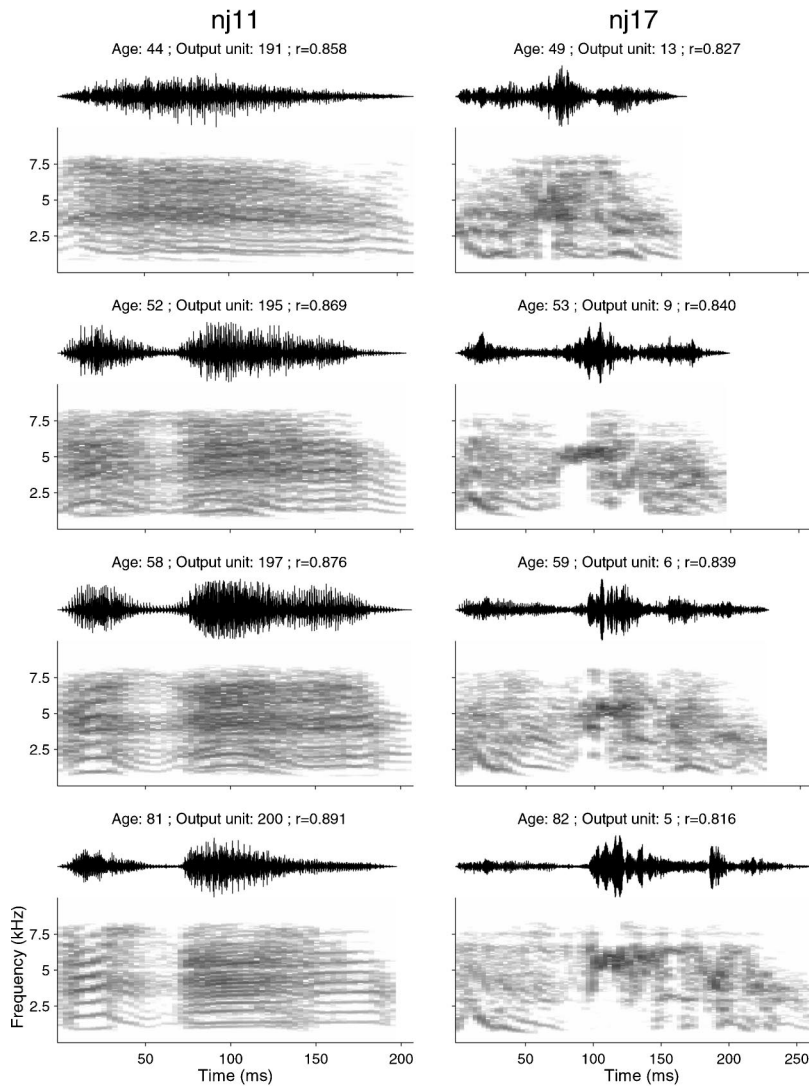 nj11 nj17
Age: 44 ; Output unit: 191 ; r=0.858 Age: 49 ; Output unit: 13 ; r=0.827
7.5
5
2.5
Age: 52 ; Output unit: 195 ; r=0.869 Age: 53 ; Output unit: 9 ; r=0.840
7.5
5
2.5
Age: 58 ; Output unit: 197 ; r=0.876 Age: 59 ; Output unit: 6 ; r=0.839
7.5
5
2.5
Age: 81 ; Output unit: 200 ; r=0.891 Age: 82 ; Output unit: 5 ; r=0.816
Frequency (kHz)
7.5
5
2.5
50 100 150 200 50 100 150 200 250
Time (ms) Time (ms)